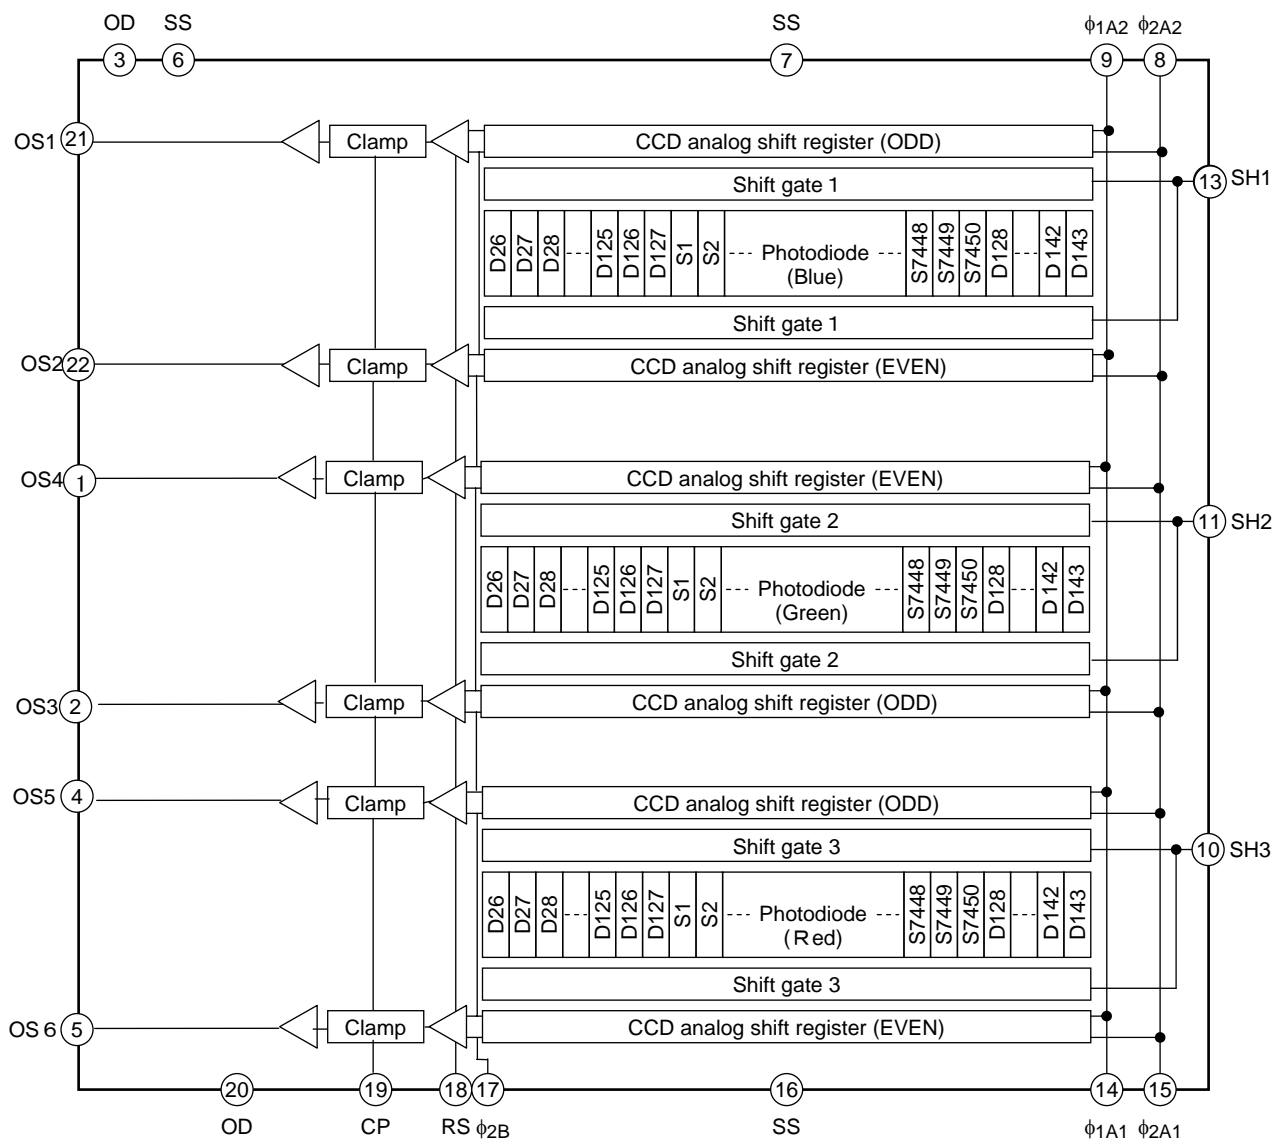 OD SS SS ϕ1A2 ϕ2A2
3 6 7 9 8
OS1 21 Clamp CCD analog shift register (ODD)
Shift gate 1 13 SH1
D26 D27 D28 D125 D126 D127 S1 S2 Photodiode (Blue) S7448 S7449 S7450 D128 D142 D143
Shift gate 1
OS2 22 Clamp CCD analog shift register (EVEN)
OS4 1 Clamp CCD analog shift register (EVEN)
Shift gate 2 11 SH2
D26 D27 D28 D125 D126 D127 S1 S2 Photodiode (Green) S7448 S7449 S7450 D128 D142 D143
Shift gate 2
OS3 2 Clamp CCD analog shift register (ODD)
OS5 4 Clamp CCD analog shift register (ODD)
Shift gate 3 10 SH3
D26 D27 D28 D125 D126 D127 S1 S2 Photodiode (Red) S7448 S7449 S7450 D128 D142 D143
Shift gate 3
OS 6 5 Clamp CCD analog shift register (EVEN)
20 19 18 17 16 14 15
OD CP RS ϕ2B SS ϕ1A1 ϕ2A1